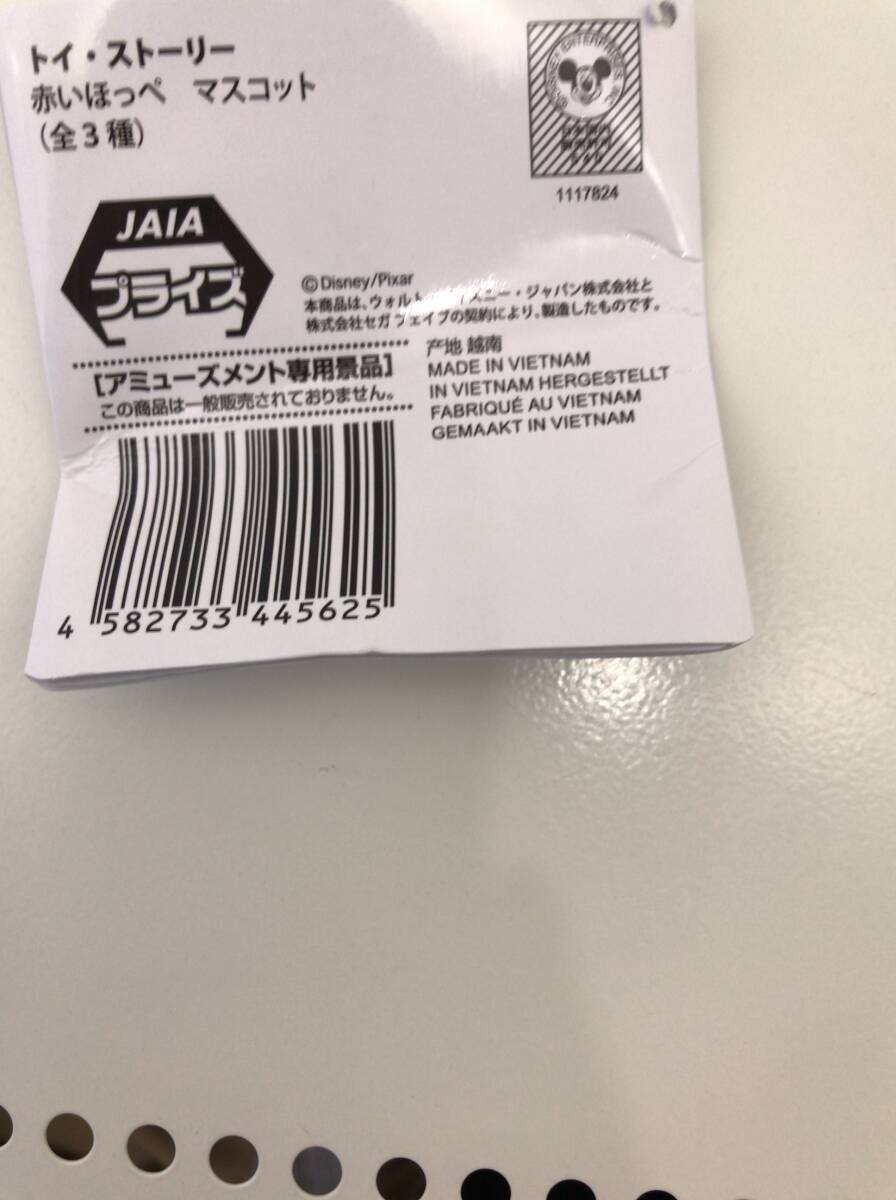 トイ・ストーリー
赤いほっぺ マスコット
(全3種)
1117824
JAIA
プライズ
©Disney/Pixar
本商品は、ウォルト ズニー・ジャパン株式会社と
株式会社セガ フェイブの契約により、製造したものです。
[アミューズメント専用景品]
この商品は一般販売されておりません。
产地 越南
MADE IN VIETNAM
IN VIETNAM HERGESTELLT
FABRIQUÉ AU VIETNAM
GEMAAKT IN VIETNAM
4 582733 445625